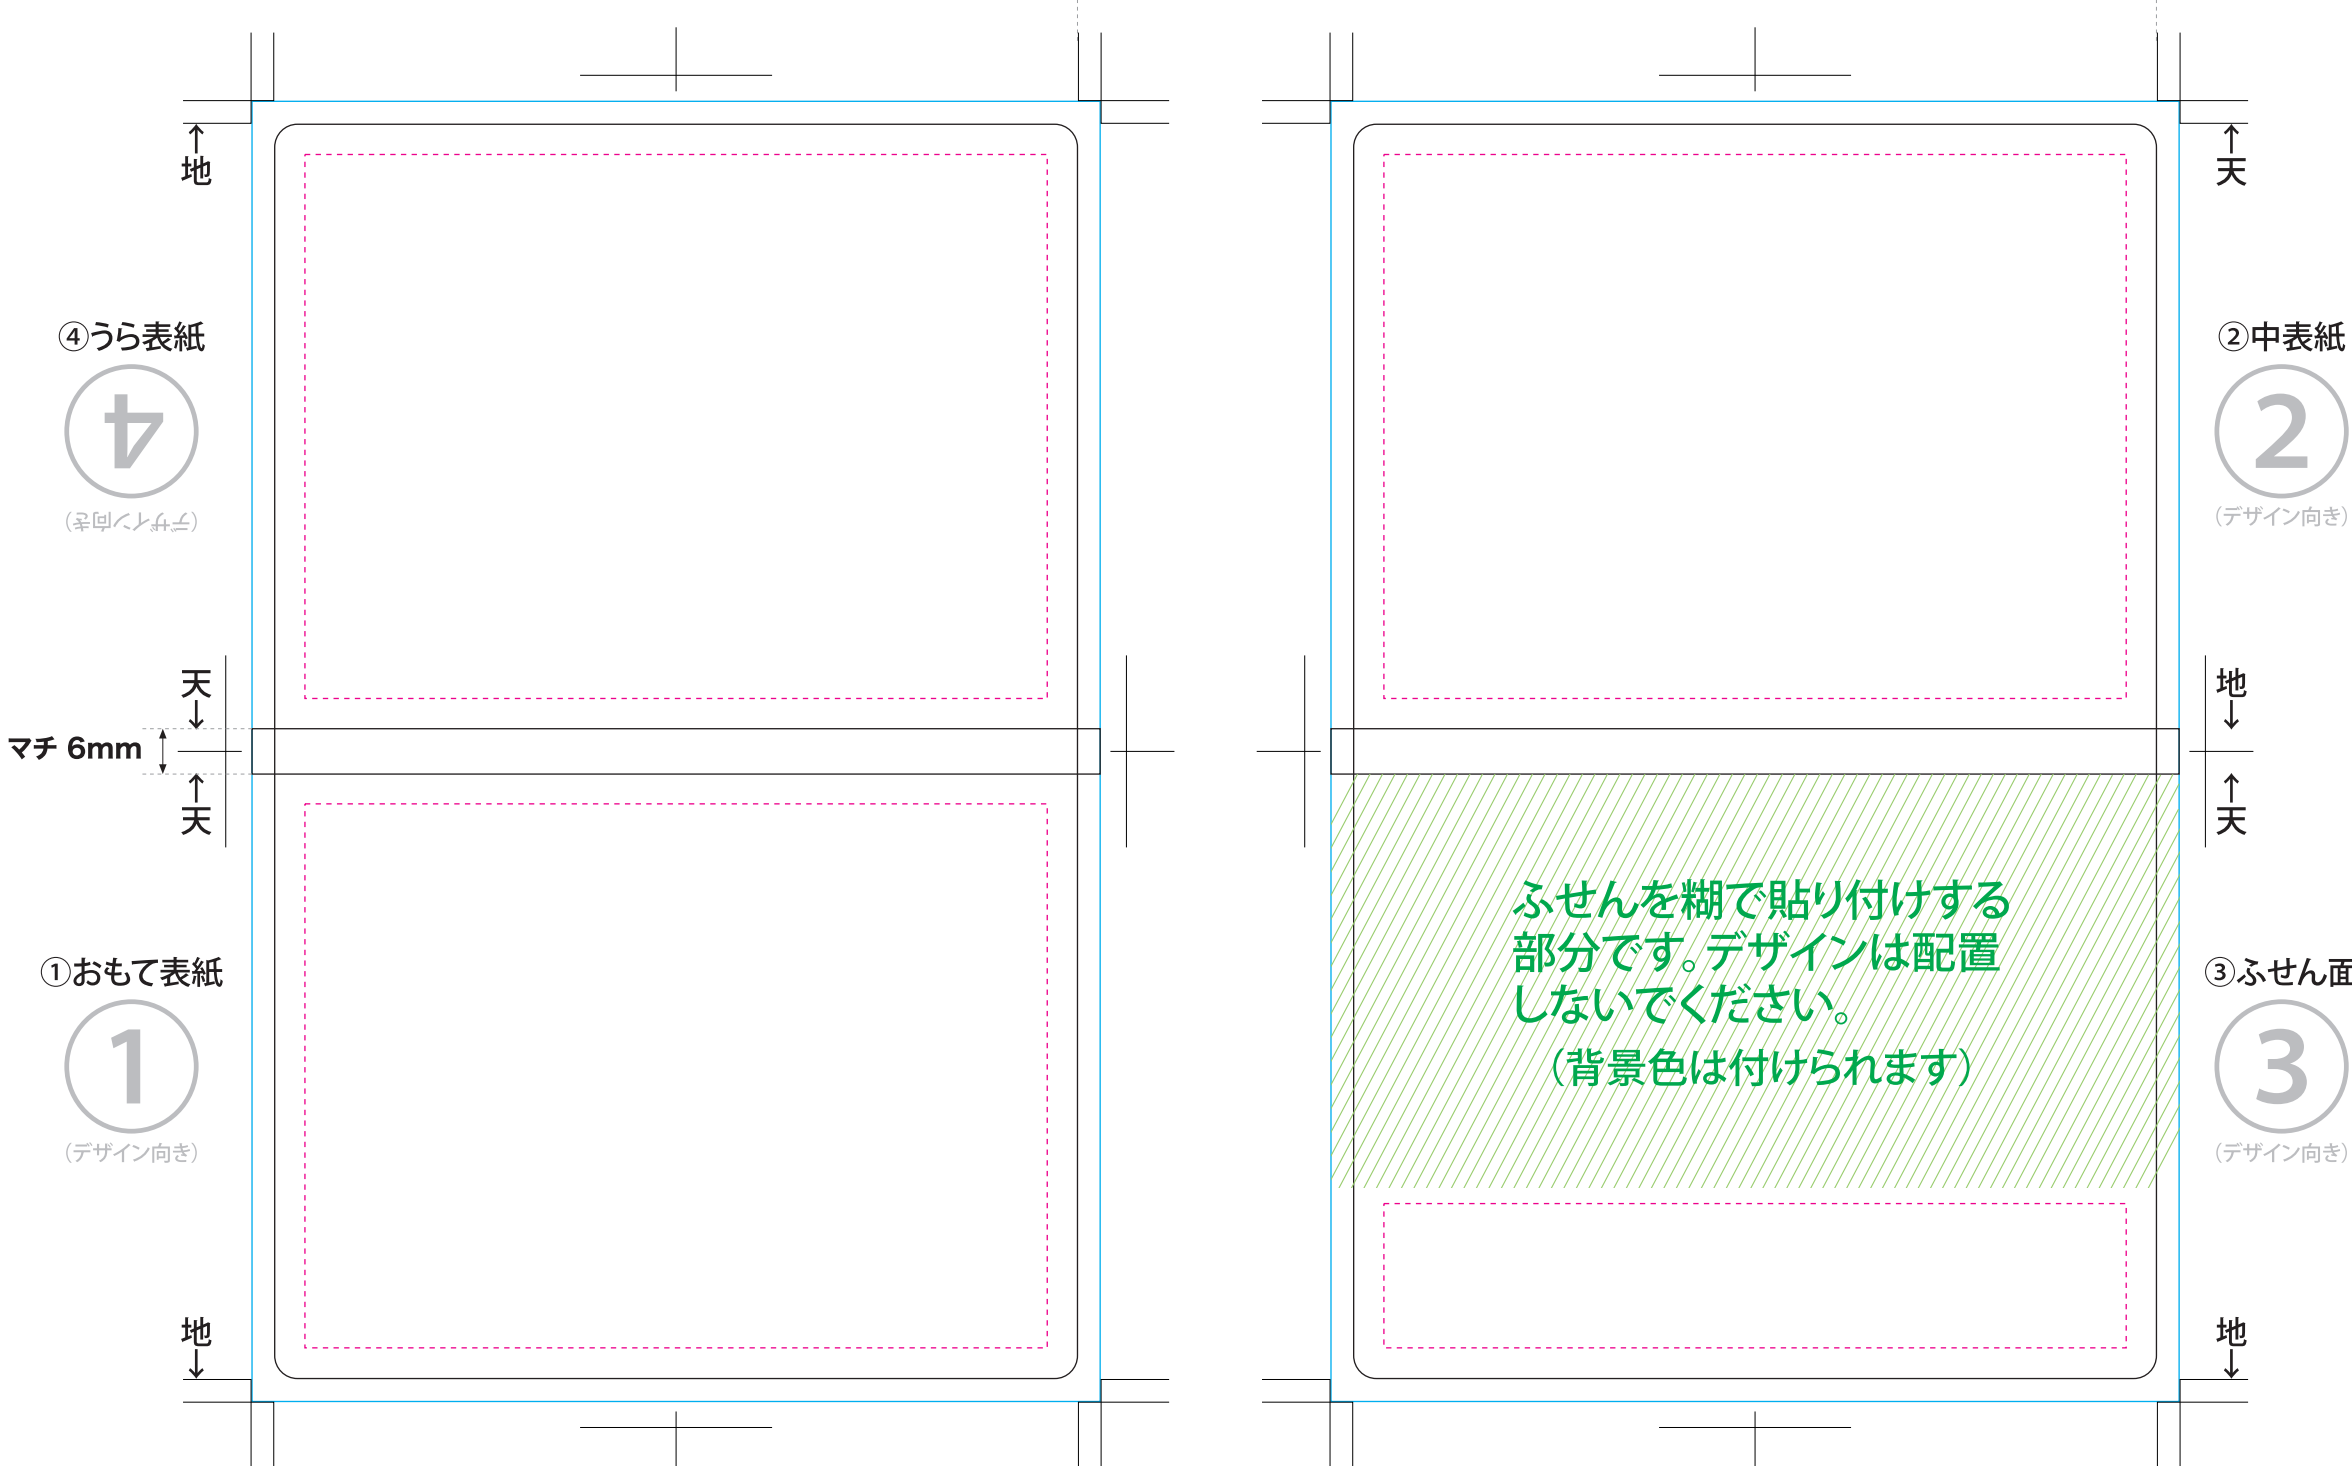 地
④うら表紙
4
（デザイン向き）
天
マチ 6mm
天
①おもて表紙
1
（デザイン向き）
地
天
②中表紙
2
（デザイン向き）
地
天
ふせんを糊で貼り付けする
部分です。デザインは配置
しないでください。
（背景色は付けられます）
③ふせん面
3
（デザイン向き）
地